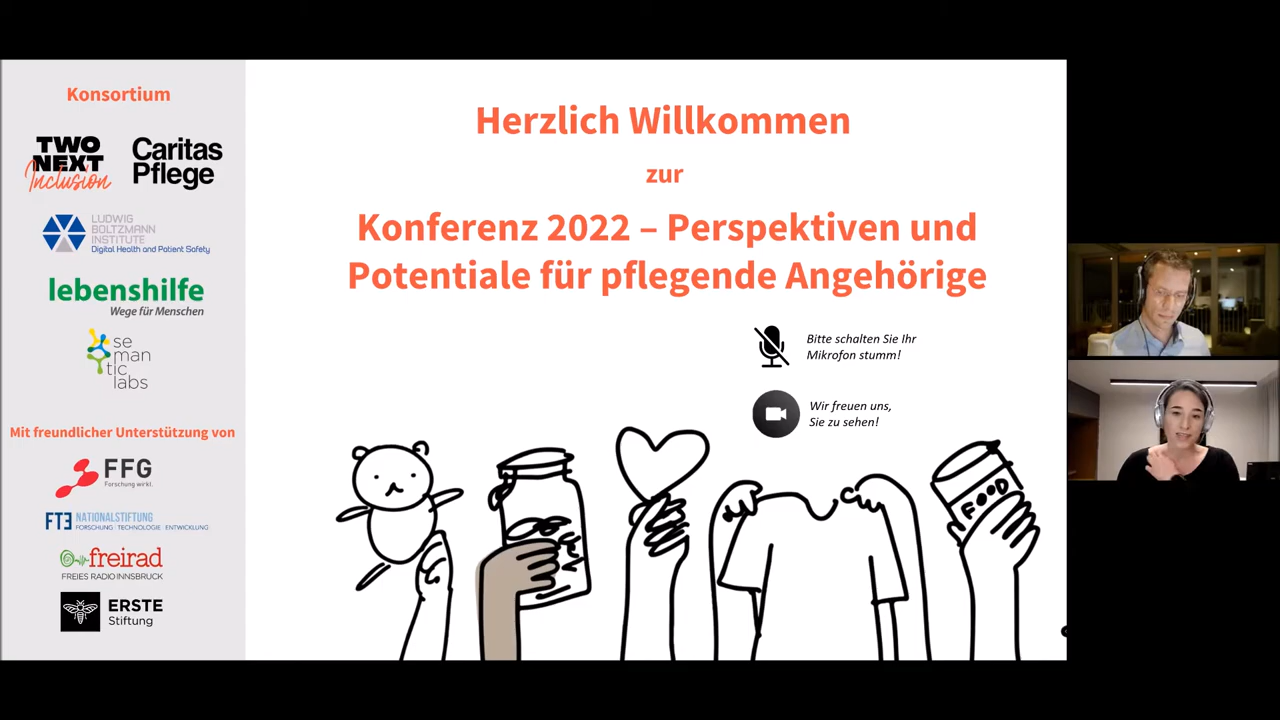 Konsortium
TWO
NEXT
Inclusion
Caritas
Pflege
LUDWIG
BOLTZMANN
INSTITUTE
Digital Health and Patient Safety
lebenshilfe
Wege für Menschen
se
man
tic
labs
Mit freundlicher Unterstützung von
FFG
Forschung wirkt.
FTE NATIONALSTIFTUNG
FORSCHUNG | TECHNOLOGIE | ENTWICKLUNG
freirad
FREIES RADIO INNSBRUCK
ERSTE
Stiftung
Herzlich Willkommen
zur
Konferenz 2022 – Perspektiven und
Potentiale für pflegende Angehörige
Bitte schalten Sie Ihr
Mikrofon stumm!
Wir freuen uns,
Sie zu sehen!
FOOD